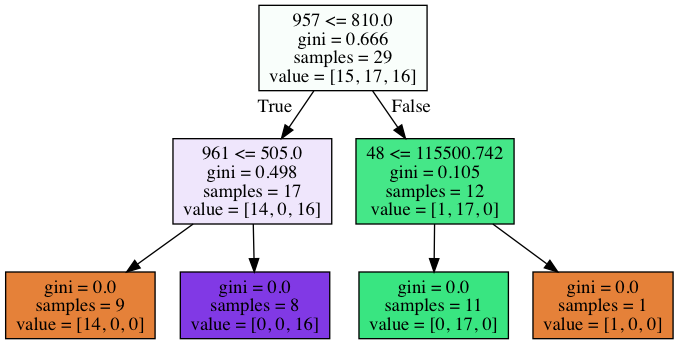 957 <= 810.0
gini = 0.666
samples = 29
value = [15, 17, 16]
True
False
961 <= 505.0
gini = 0.498
samples = 17
value = [14, 0, 16]
48 <= 115500.742
gini = 0.105
samples = 12
value = [1, 17, 0]
gini = 0.0
samples = 9
value = [14, 0, 0]
gini = 0.0
samples = 8
value = [0, 0, 16]
gini = 0.0
samples = 11
value = [0, 17, 0]
gini = 0.0
samples = 1
value = [1, 0, 0]